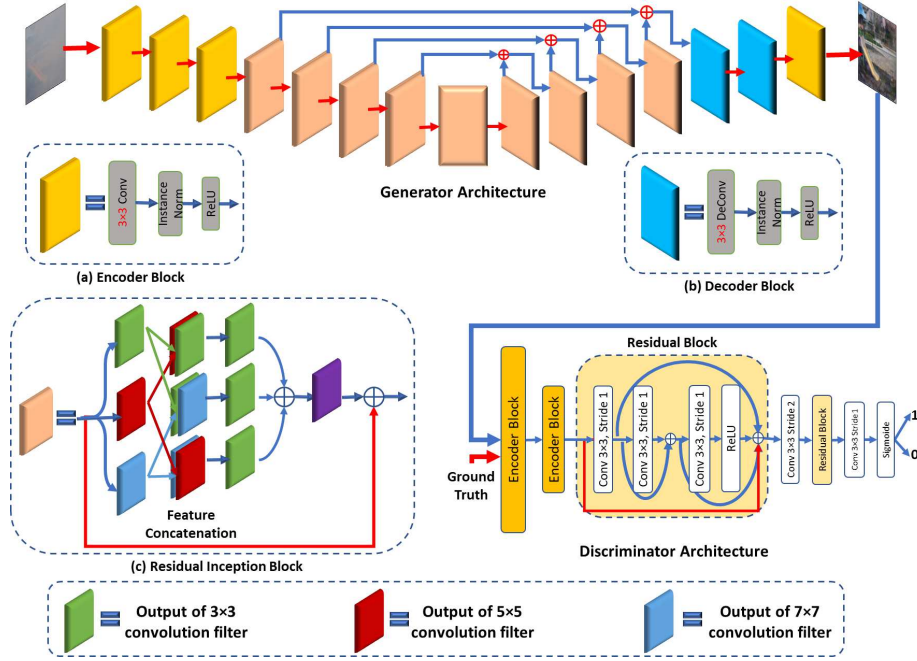 Generator Architecture
3×3 Conv
Instance
Norm
ReLU
(a) Encoder Block
3×3 DeConv
Instance
Norm
ReLU
(b) Decoder Block
Feature
Concatenation
(c) Residual Inception Block
Residual Block
Encoder Block
Encoder Block
Conv 3×3, Stride 1
Conv 3×3, Stride 1
Conv 3×3, Stride 1
ReLU
Conv 3×3, Stride 2
Residual Block
Conv 3×3, Stride 1
Sigmoide
1
0
Ground
Truth
Discriminator Architecture
Output of 3×3
convolution filter
Output of 5×5
convolution filter
Output of 7×7
convolution filter